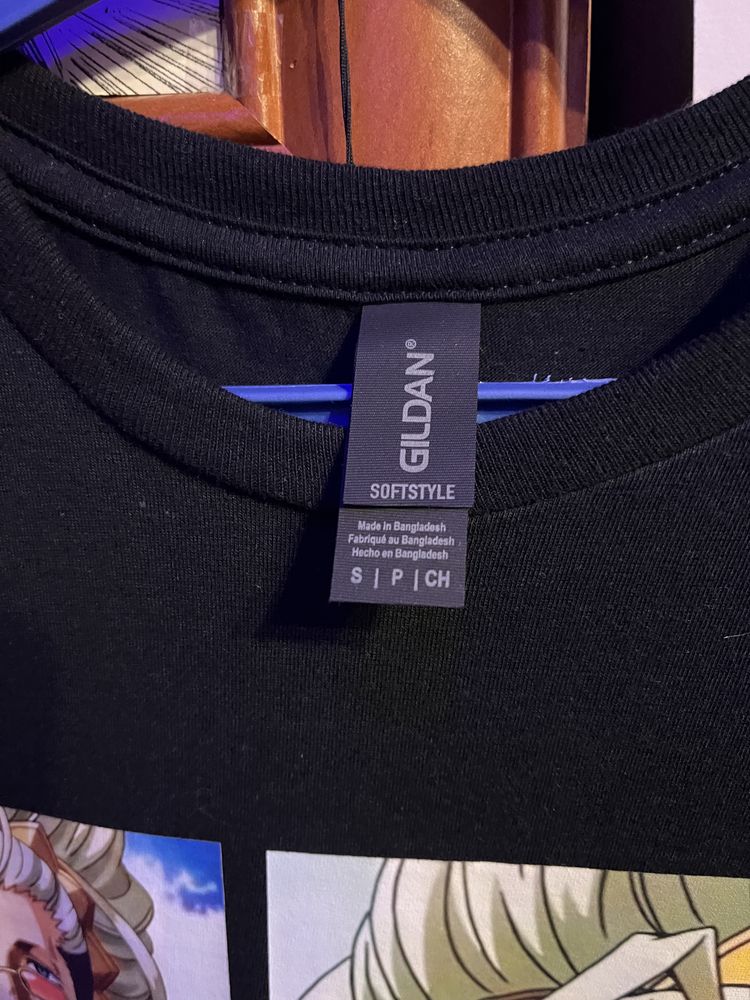 GILDAN®
SOFTSTYLE
Made in Bangladesh
Fabriqué au Bangladesh
Hecho en Bangladesh
S | P | CH